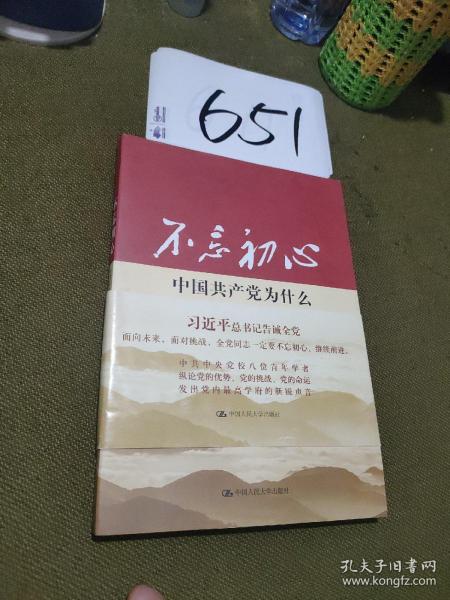 651
不忘初心
中国共产党为什么
习近平总书记告诫全党
面向未来，面对挑战，全党同志一定要不忘初心、继续前进。
中共中央党校八位青年学者
纵论党的优势、党的挑战、党的命运
发出党内最高学府的新锐声音
中国人民大学出版社
中国人民大学出版社
孔夫子旧书网
www.kongfz.com